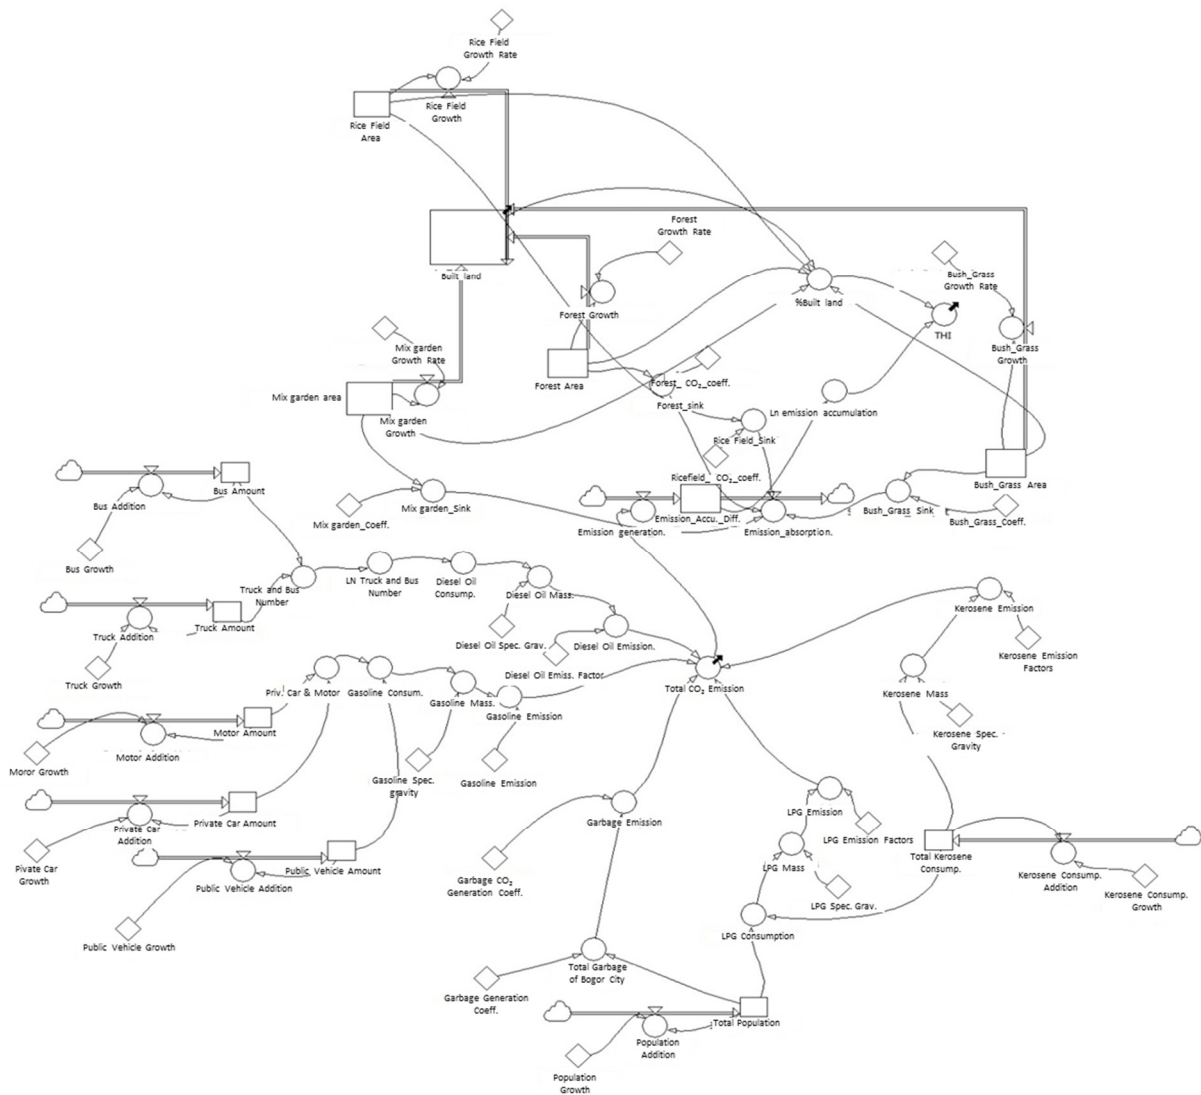 Rice Field
Growth Rate
Rice Field
Growth
Rice Field
Area
Forest
Growth Rate
Built_land
%Built land
Bush_Grass
Growth Rate
Forest Growth
THI
Bush_Grass
Growth
Mix garden
Growth Rate
Forest Area
Forest_ CO₂_coeff.
Forest_sink
Mix garden area
Mix garden
Growth
Ln emission accumulation
Rice Field_Sink
Ricefield_ CO₂_coeff.
Bush_Grass Area
Bus Amount
Bus Addition
Mix garden_Coeff.
Mix garden_Sink
Emission_Accu._Diff.
Emission generation.
Emission_absorption.
Bush_Grass_Sink
Bush_Grass_Coeff.
Bus Growth
Truck and Bus
Number
LN Truck and Bus
Number
Diesel Oil
Consump.
Diesel Oil Mass.
Kerosene Emission
Truck Amount
Truck Addition
Diesel Oil Spec. Grav.
Diesel Oil Emission.
Kerosene Emission
Factors
Truck Growth
Diesel Oil Emiss. Factor
Priv. Car & Motor
Gasoline Consum.
Gasoline Mass.
Gasoline Emission
Total CO₂ Emission
Kerosene Mass
Motor Amount
Motor Addition
Moror Growth
Kerosene Spec.
Gravity
Gasoline Spec.
gravity
Gasoline Emission
Private Car Amount
Private Car
Addition
Garbage Emission
LPG Emission
LPG Emission Factors
Pivate Car
Growth
Public Vehicle Amount
Public Vehicle Addition
Garbage CO₂
Generation Coeff.
LPG Mass
LPG Spec. Grav.
Total Kerosene
Consump.
Kerosene Consump.
Addition
Kerosene Consump.
Growth
Public Vehicle Growth
LPG Consumption
Total Garbage
of Bogor City
Garbage Generation
Coeff.
Total Population
Population
Addition
Population
Growth